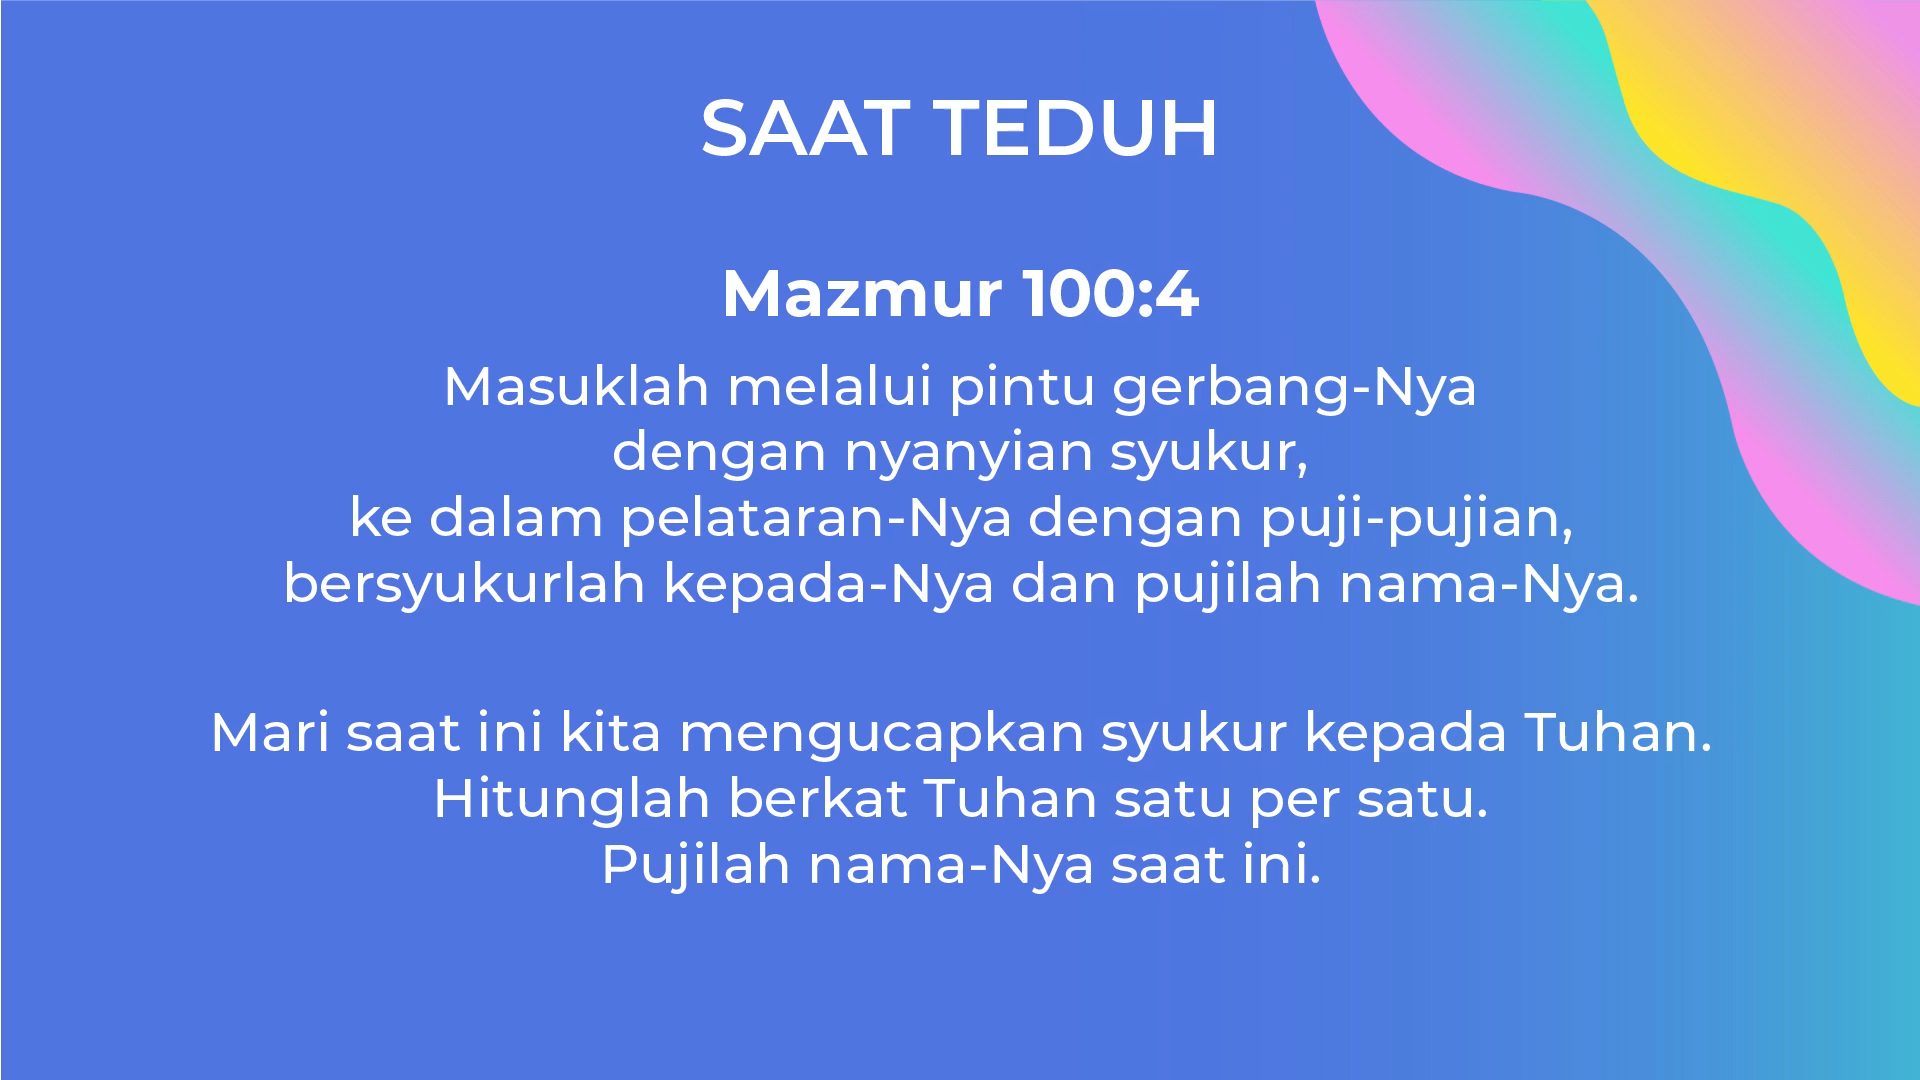 SAAT TEDUH
Mazmur 100:4
Masuklah melalui pintu gerbang-Nya
dengan nyanyian syukur,
ke dalam pelataran-Nya dengan puji-pujian,
bersyukurlah kepada-Nya dan pujilah nama-Nya.
Mari saat ini kita mengucapkan syukur kepada Tuhan.
Hitunglah berkat Tuhan satu per satu.
Pujilah nama-Nya saat ini.